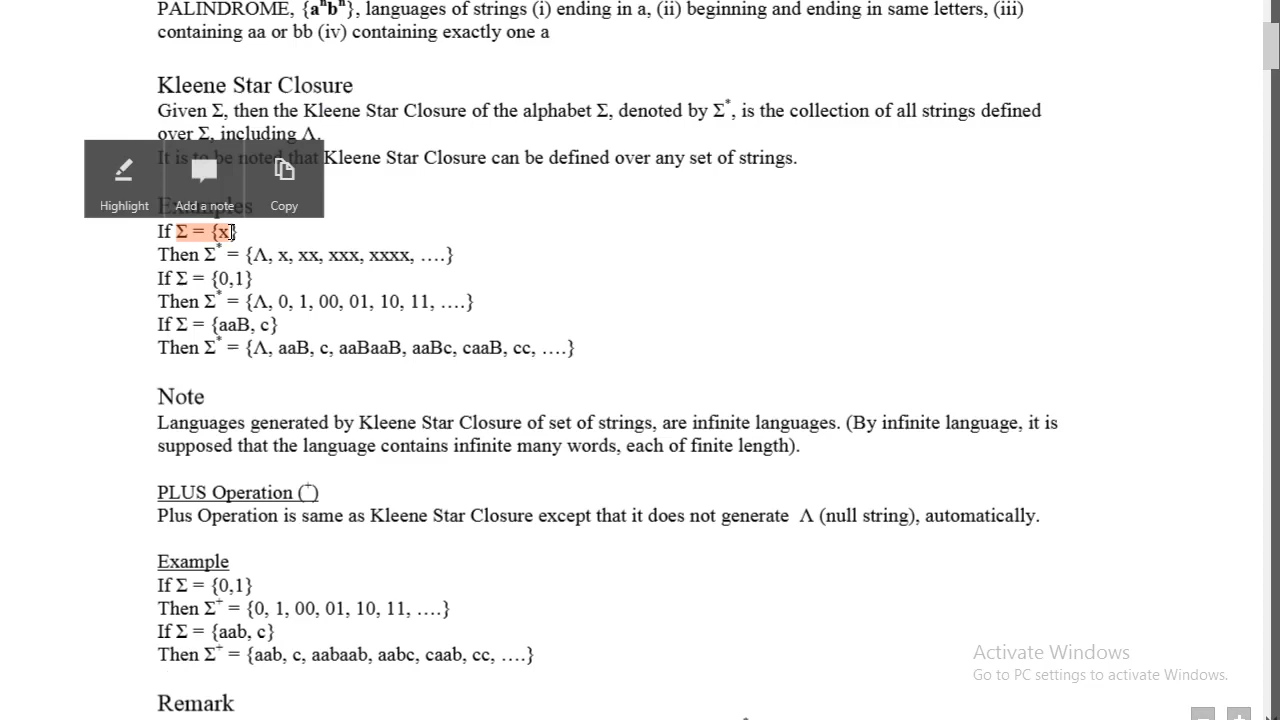 PALINDROME, {aⁿbⁿ}, languages of strings (i) ending in a, (ii) beginning and ending in same letters, (iii)
containing aa or bb (iv) containing exactly one a
Kleene Star Closure
Given Σ, then the Kleene Star Closure of the alphabet Σ, denoted by Σ*, is the collection of all strings defined
over Σ, including Λ.
It is to be noted that Kleene Star Closure can be defined over any set of strings.
Highlight Add a note Copy
Examples
If Σ = {x}
Then Σ* = {Λ, x, xx, xxx, xxxx, ….}
If Σ = {0,1}
Then Σ* = {Λ, 0, 1, 00, 01, 10, 11, ….}
If Σ = {aaB, c}
Then Σ* = {Λ, aaB, c, aaBaaB, aaBc, caaB, cc, ….}
Note
Languages generated by Kleene Star Closure of set of strings, are infinite languages. (By infinite language, it is
supposed that the language contains infinite many words, each of finite length).
PLUS Operation (⁺)
Plus Operation is same as Kleene Star Closure except that it does not generate Λ (null string), automatically.
Example
If Σ = {0,1}
Then Σ⁺ = {0, 1, 00, 01, 10, 11, ….}
If Σ = {aab, c}
Then Σ⁺ = {aab, c, aabaab, aabc, caab, cc, ….}
Remark
Activate Windows
Go to PC settings to activate Windows.